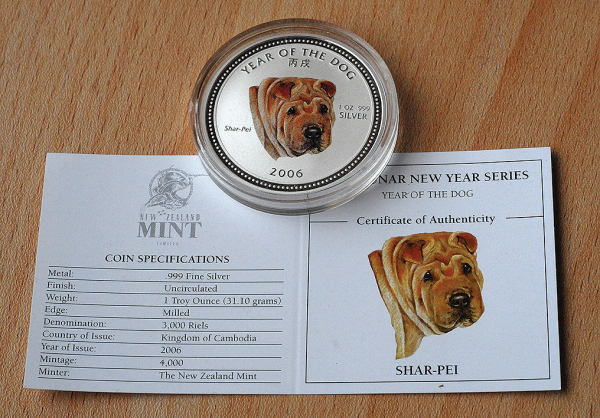 YEAR OF THE DOG
丙戌
1 OZ .999
SILVER
Shar-Pei
2006
NEW ZEALAND
MINT
LIMITED
COIN SPECIFICATIONS
Metal: .999 Fine Silver
Finish: Uncirculated
Weight: 1 Troy Ounce (31.10 grams)
Edge: Milled
Denomination: 3,000 Riels
Country of Issue: Kingdom of Cambodia
Year of Issue: 2006
Mintage: 4,000
Minter: The New Zealand Mint
NAR NEW YEAR SERIES
YEAR OF THE DOG
Certificate of Authenticity
SHAR-PEI